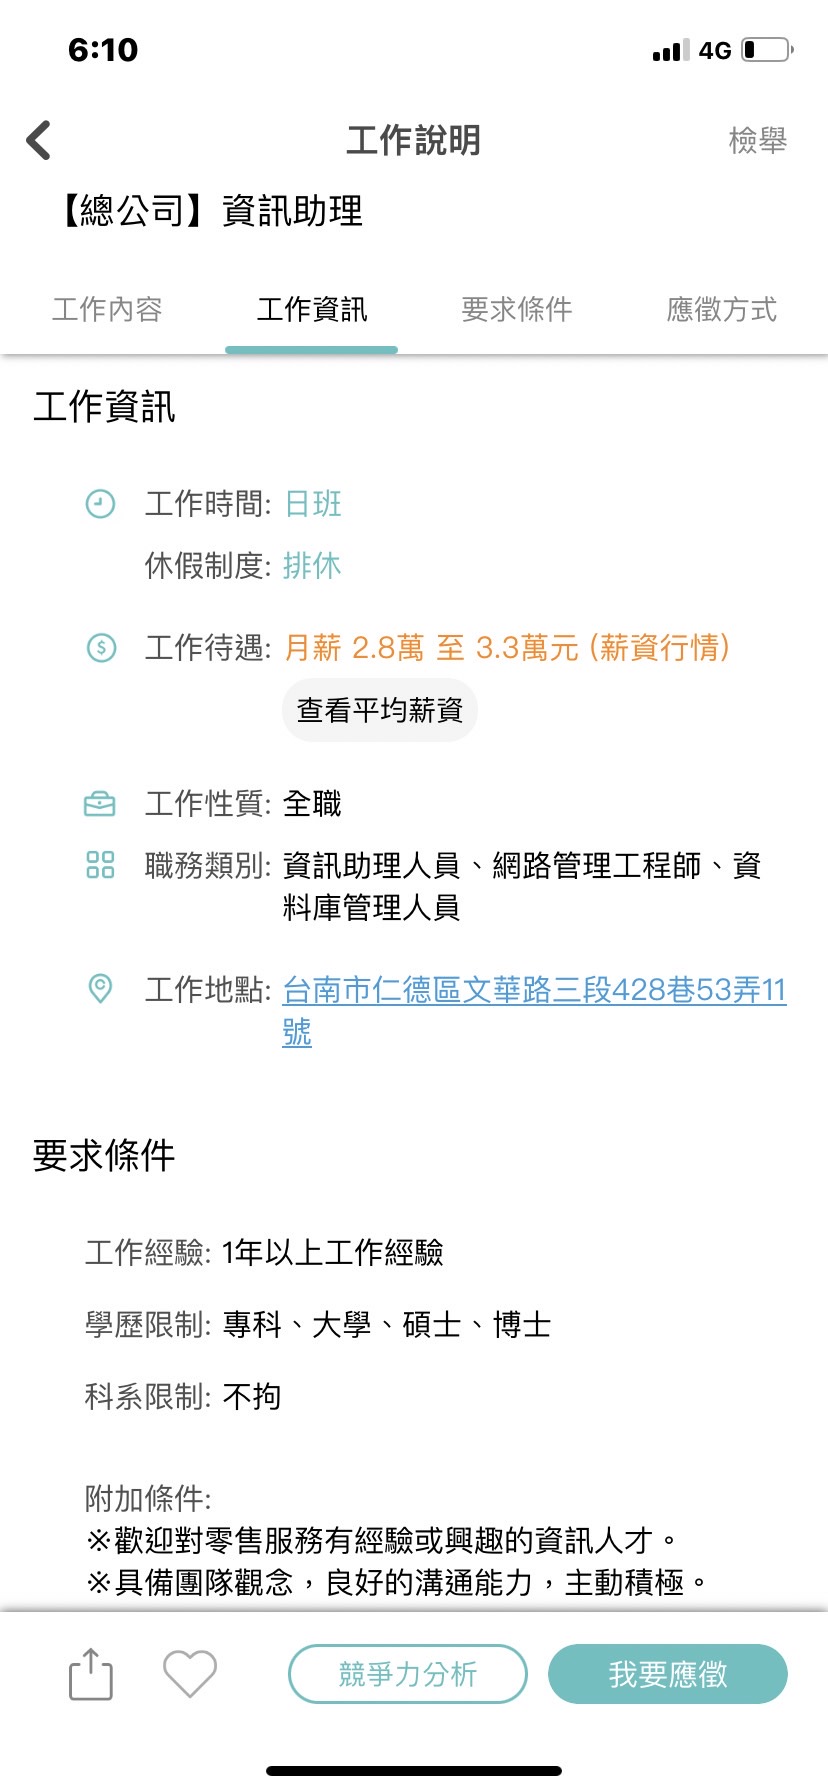 6:10
4G
工作說明
檢舉
【總公司】資訊助理
工作內容
工作資訊
要求條件
應徵方式
工作資訊
工作時間: 日班
休假制度: 排休
工作待遇: 月薪 2.8萬 至 3.3萬元 (薪資行情)
查看平均薪資
工作性質: 全職
職務類別: 資訊助理人員、網路管理工程師、資
料庫管理人員
工作地點: 台南市仁德區文華路三段428巷53弄11
號
要求條件
工作經驗: 1年以上工作經驗
學歷限制: 專科、大學、碩士、博士
科系限制: 不拘
附加條件:
※歡迎對零售服務有經驗或興趣的資訊人才。
※具備團隊觀念，良好的溝通能力，主動積極。
競爭力分析
我要應徵